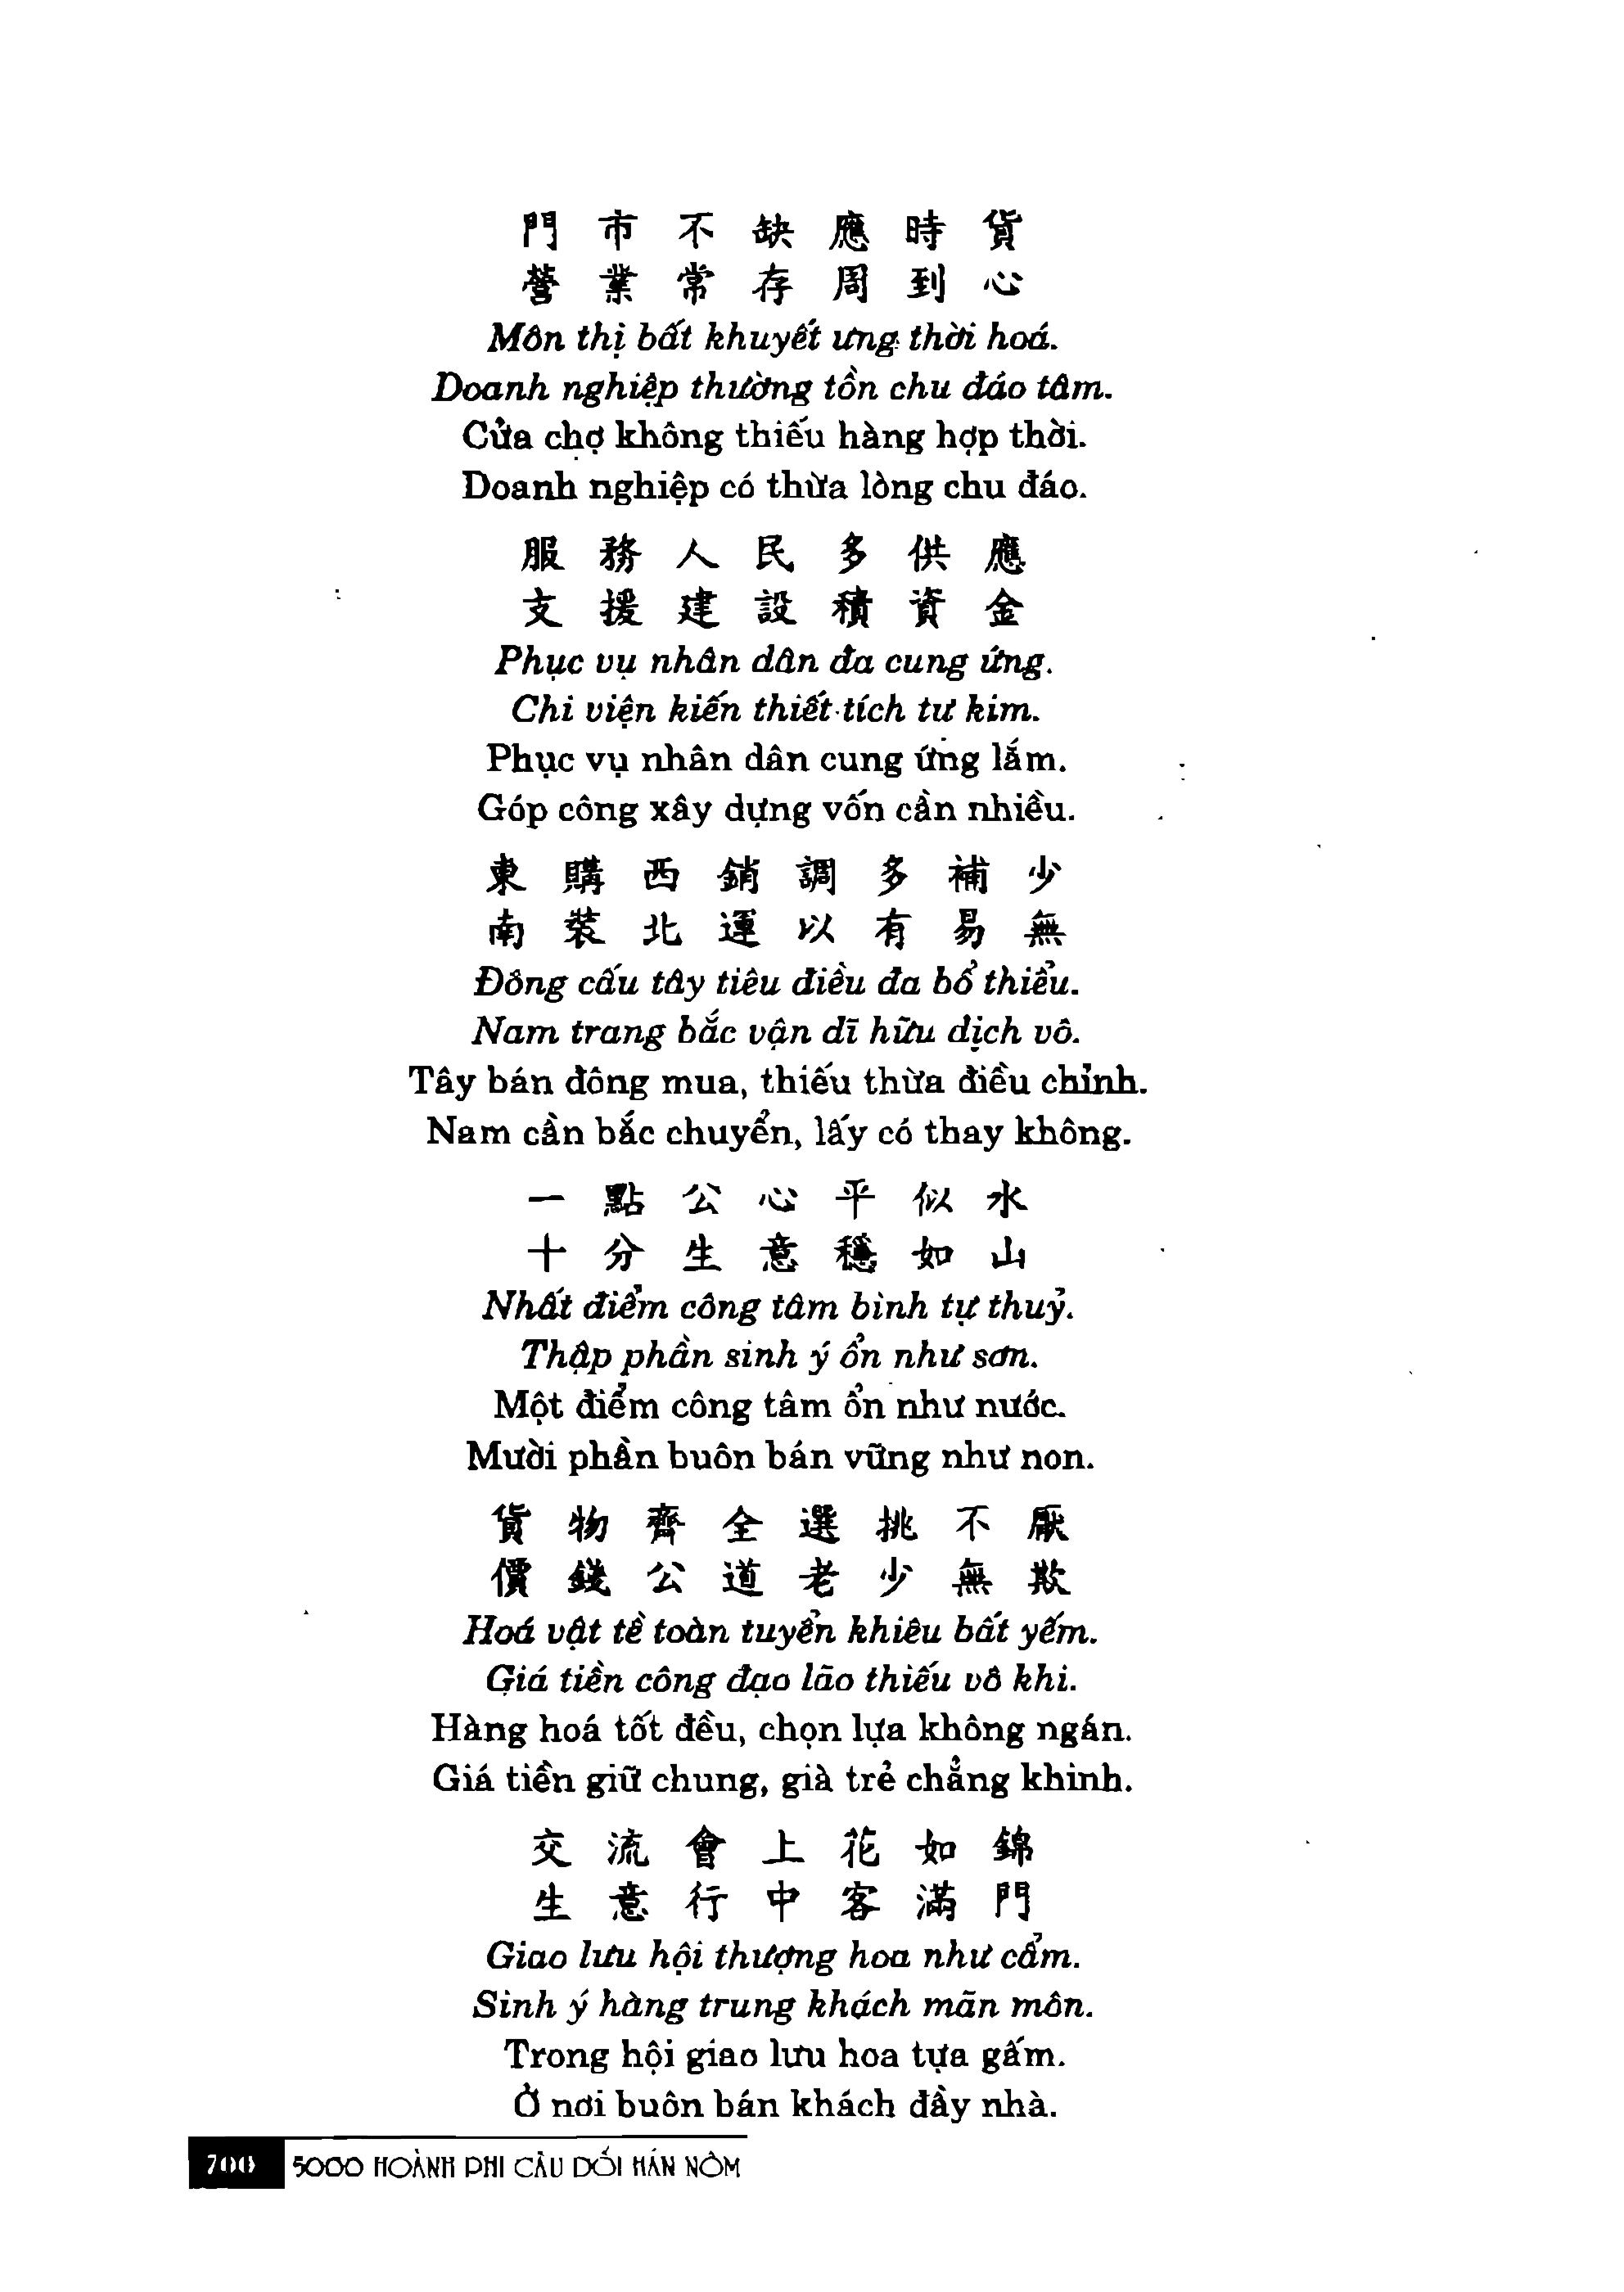 門市不缺應時貨
營業常存周到心
Môn thị bất khuyết ưng thời hoá.
Doanh nghiệp thường tồn chu đáo tâm.
Cửa chợ không thiếu hàng hợp thời.
Doanh nghiệp có thừa lòng chu đáo.
服務人民多供應
支援建設積資金
Phục vụ nhân dân đa cung ứng.
Chi viện kiến thiết tích tư kim.
Phục vụ nhân dân cung ứng lắm.
Góp công xây dựng vốn cần nhiều.
東購西銷調多補少
南裝北運以有易無
Đông cấu tây tiêu điều đa bổ thiểu.
Nam trang bắc vận dĩ hữu dịch vô.
Tây bán đông mua, thiếu thừa điều chỉnh.
Nam cần bắc chuyển, lấy có thay không.
一點公心平似水
十分生意穩如山
Nhất điểm công tâm bình tự thuỷ.
Thập phần sinh ý ổn như sơn.
Một điểm công tâm ổn như nước.
Mười phần buôn bán vững như non.
貨物齊全選挑不厭
價錢公道老少無欺
Hoá vật tề toàn tuyển khiêu bất yếm.
Giá tiền công đạo lão thiếu vô khi.
Hàng hoá tốt đều, chọn lựa không ngán.
Giá tiền giữ chung, già trẻ chẳng khinh.
交流會上花如錦
生意行中客滿門
Giao lưu hội thượng hoa như cẩm.
Sinh ý hàng trung khách mãn môn.
Trong hội giao lưu hoa tựa gấm.
Ở nơi buôn bán khách đầy nhà.
700 5000 HOÀNH PHI CÂU ĐỐI HÁN NÔM